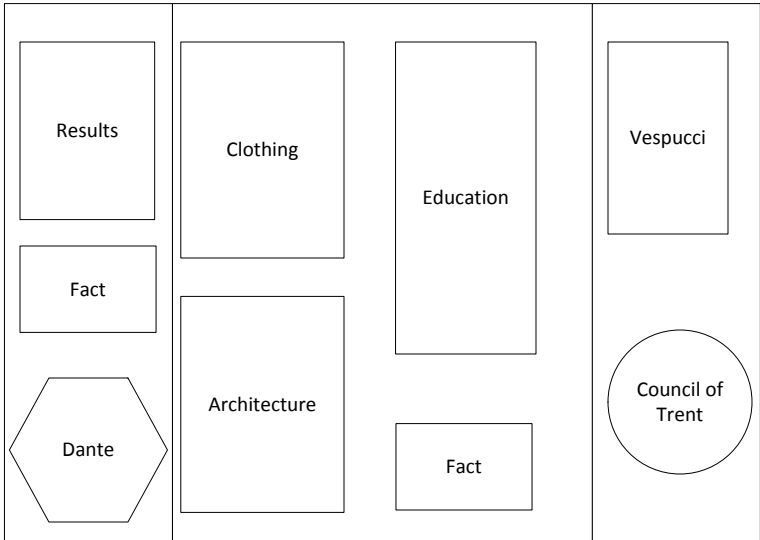 Results
Fact
Dante
Clothing
Architecture
Education
Fact
Vespucci
Council of
Trent